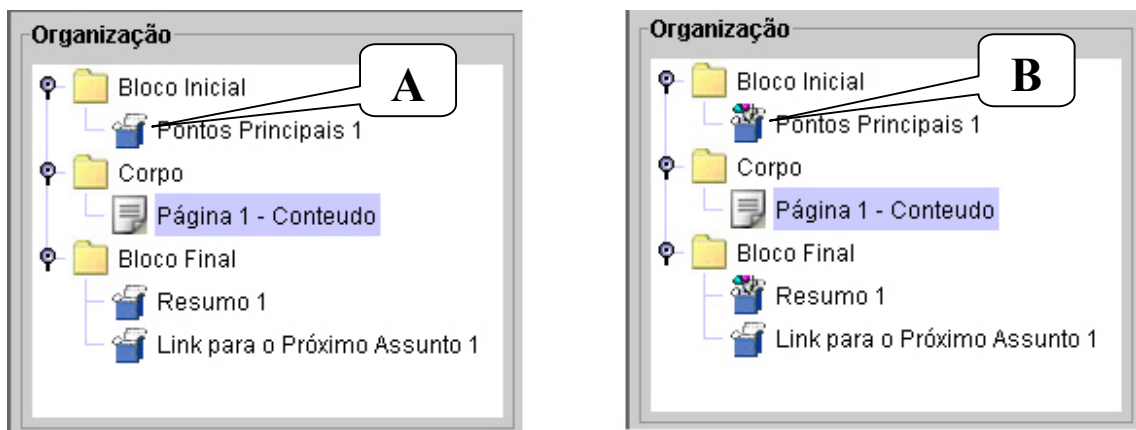 Organização
A
Bloco Inicial
Pontos Principais 1
Corpo
Página 1 - Conteudo
Bloco Final
Resumo 1
Link para o Próximo Assunto 1
Organização
B
Bloco Inicial
Pontos Principais 1
Corpo
Página 1 - Conteudo
Bloco Final
Resumo 1
Link para o Próximo Assunto 1